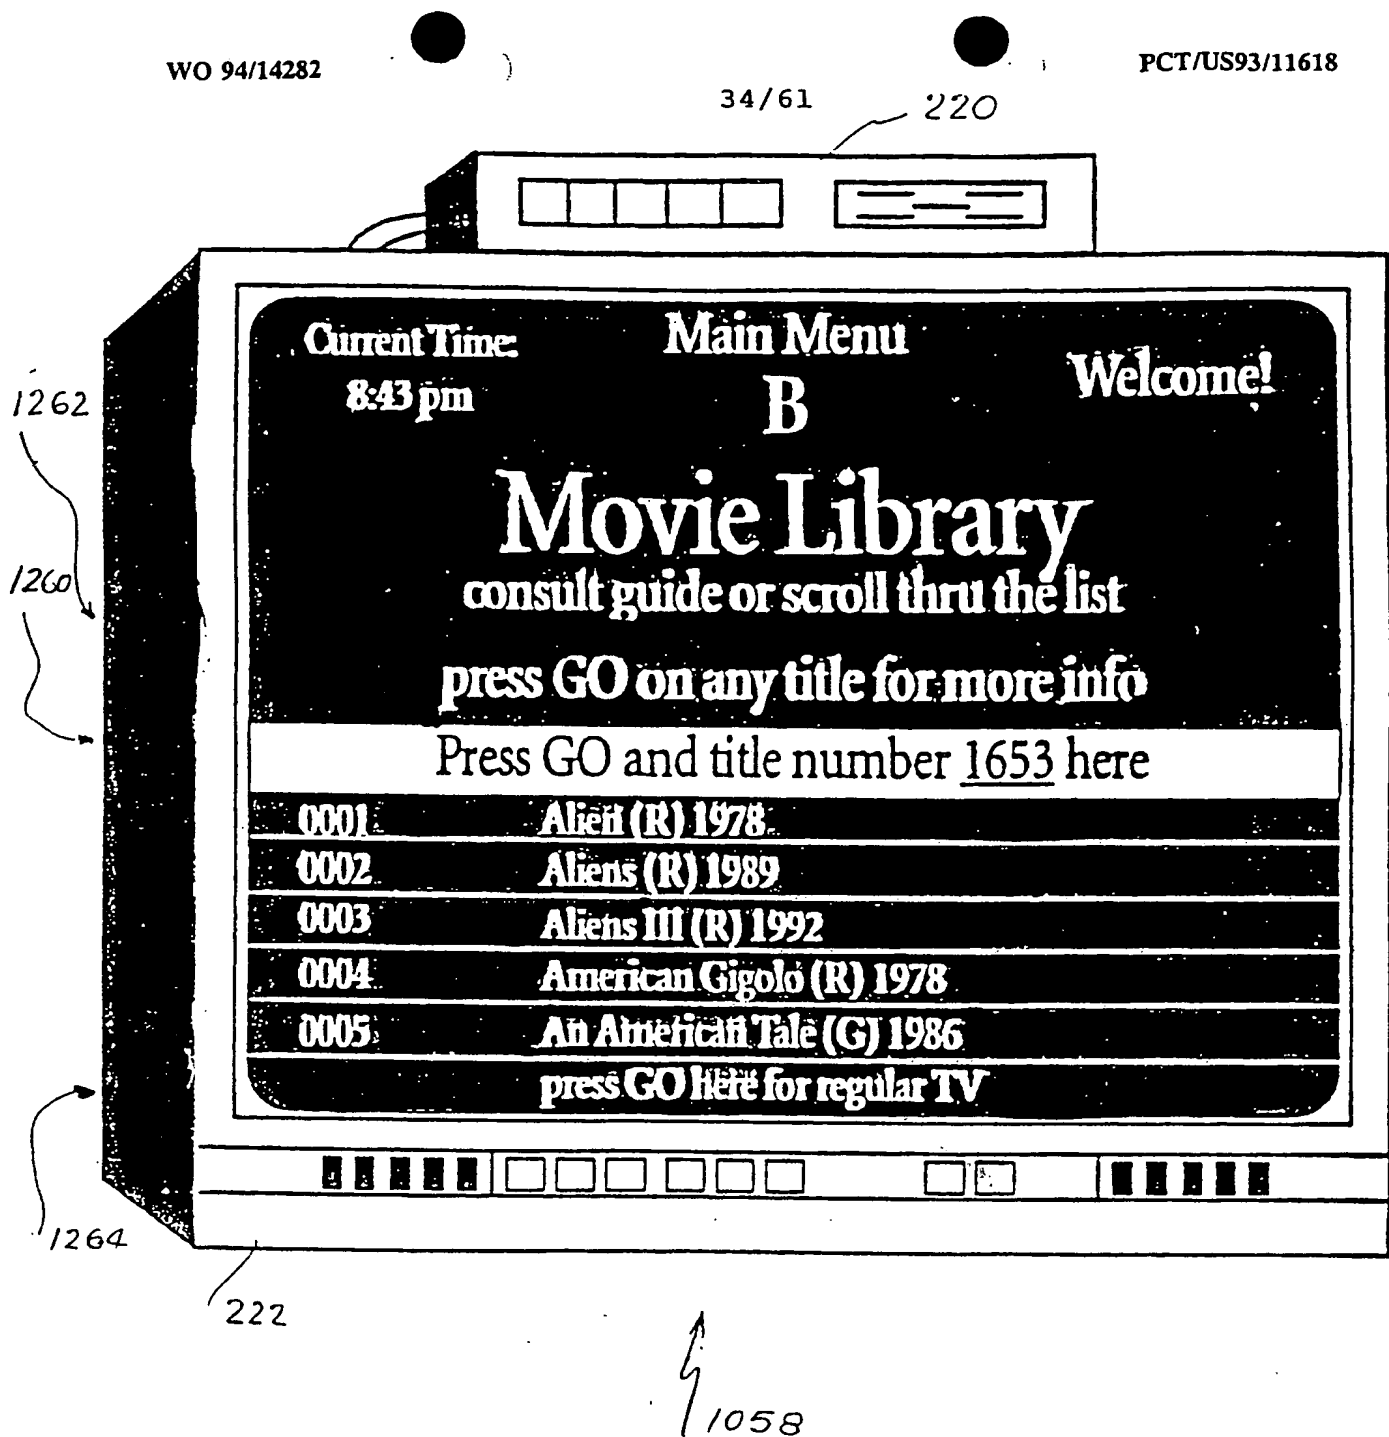 WO 94/14282
PCT/US93/11618
34/61
220
Current Time:
8:43 pm
Main Menu
B
Welcome!
1262
Movie Library
1260
consult guide or scroll thru the list
press GO on any title for more info
Press GO and title number 1653 here
0001 Alien (R) 1978
0002 Aliens (R) 1989
0003 Aliens III (R) 1992
0004 American Gigolo (R) 1978
0005 An American Tale (G) 1986
press GO here for regular TV
1264
222
1058